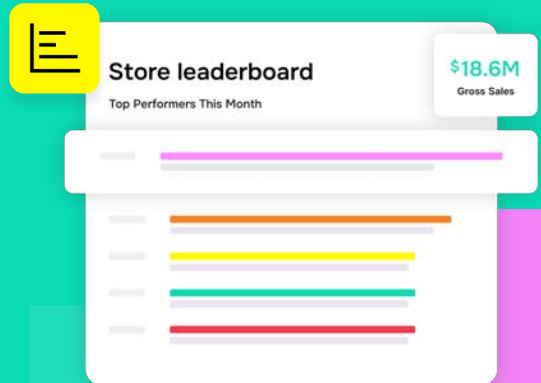 Store leaderboard
Top Performers This Month
$18.6M
Gross Sales